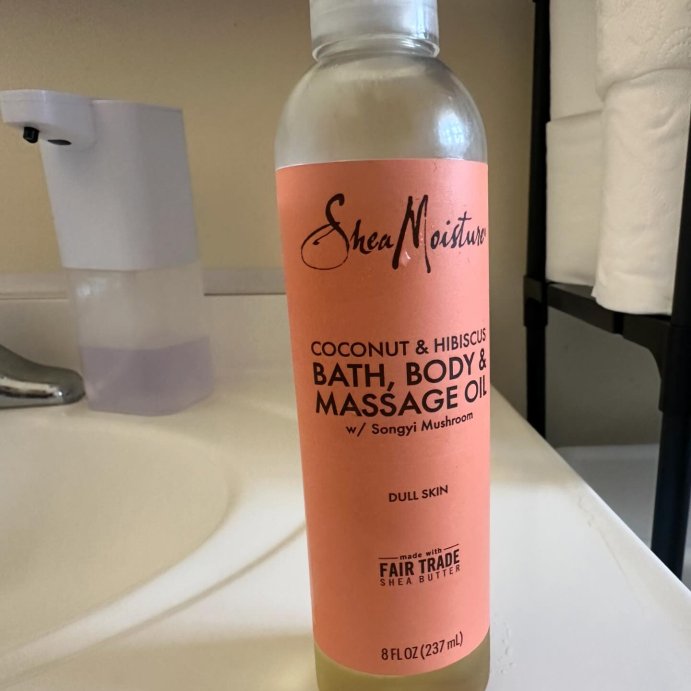 SheaMoisture
COCONUT & HIBISCUS
BATH, BODY &
MASSAGE OIL
w/ Songyi Mushroom
DULL SKIN
made with
FAIR TRADE
SHEA BUTTER
8 FL OZ (237 mL)